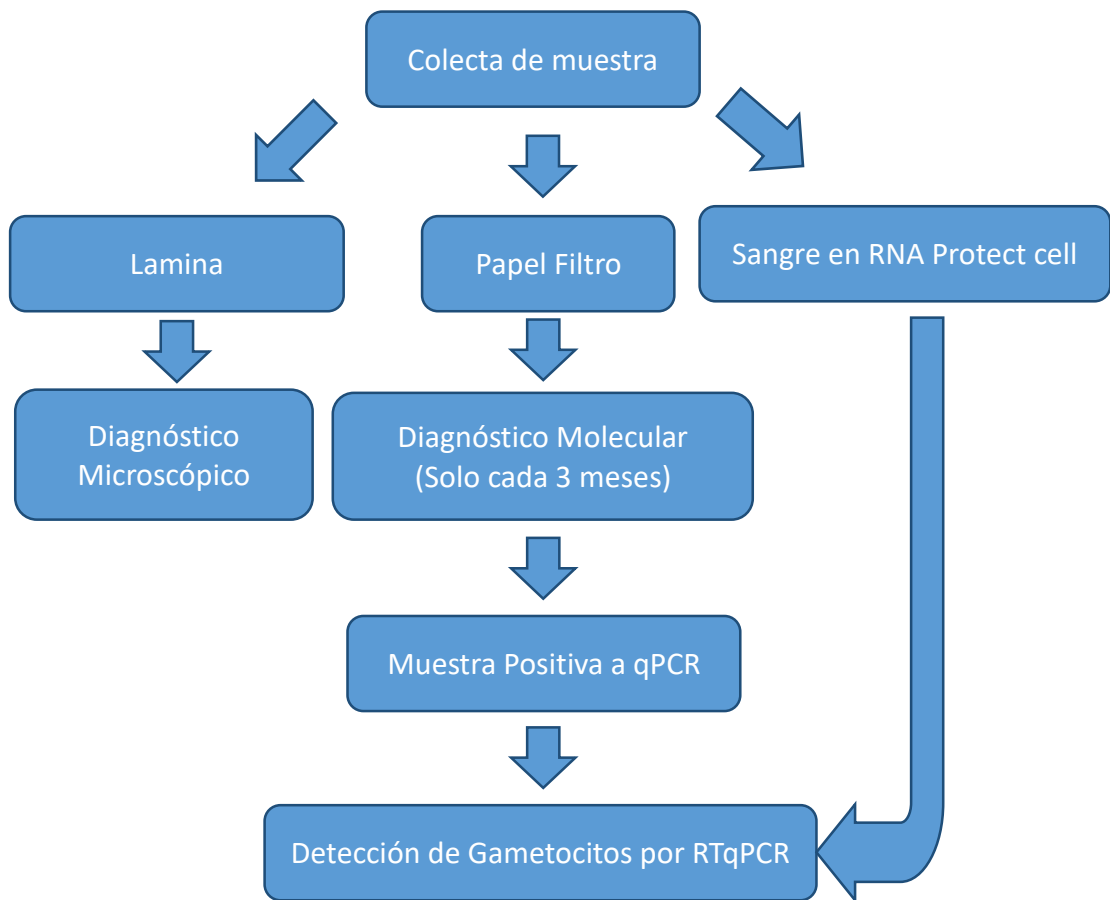 Colecta de muestra
Lamina
Papel Filtro
Sangre en RNA Protect cell
Diagnóstico
Microscópico
Diagnóstico Molecular
(Solo cada 3 meses)
Muestra Positiva a qPCR
Detección de Gametocitos por RTqPCR